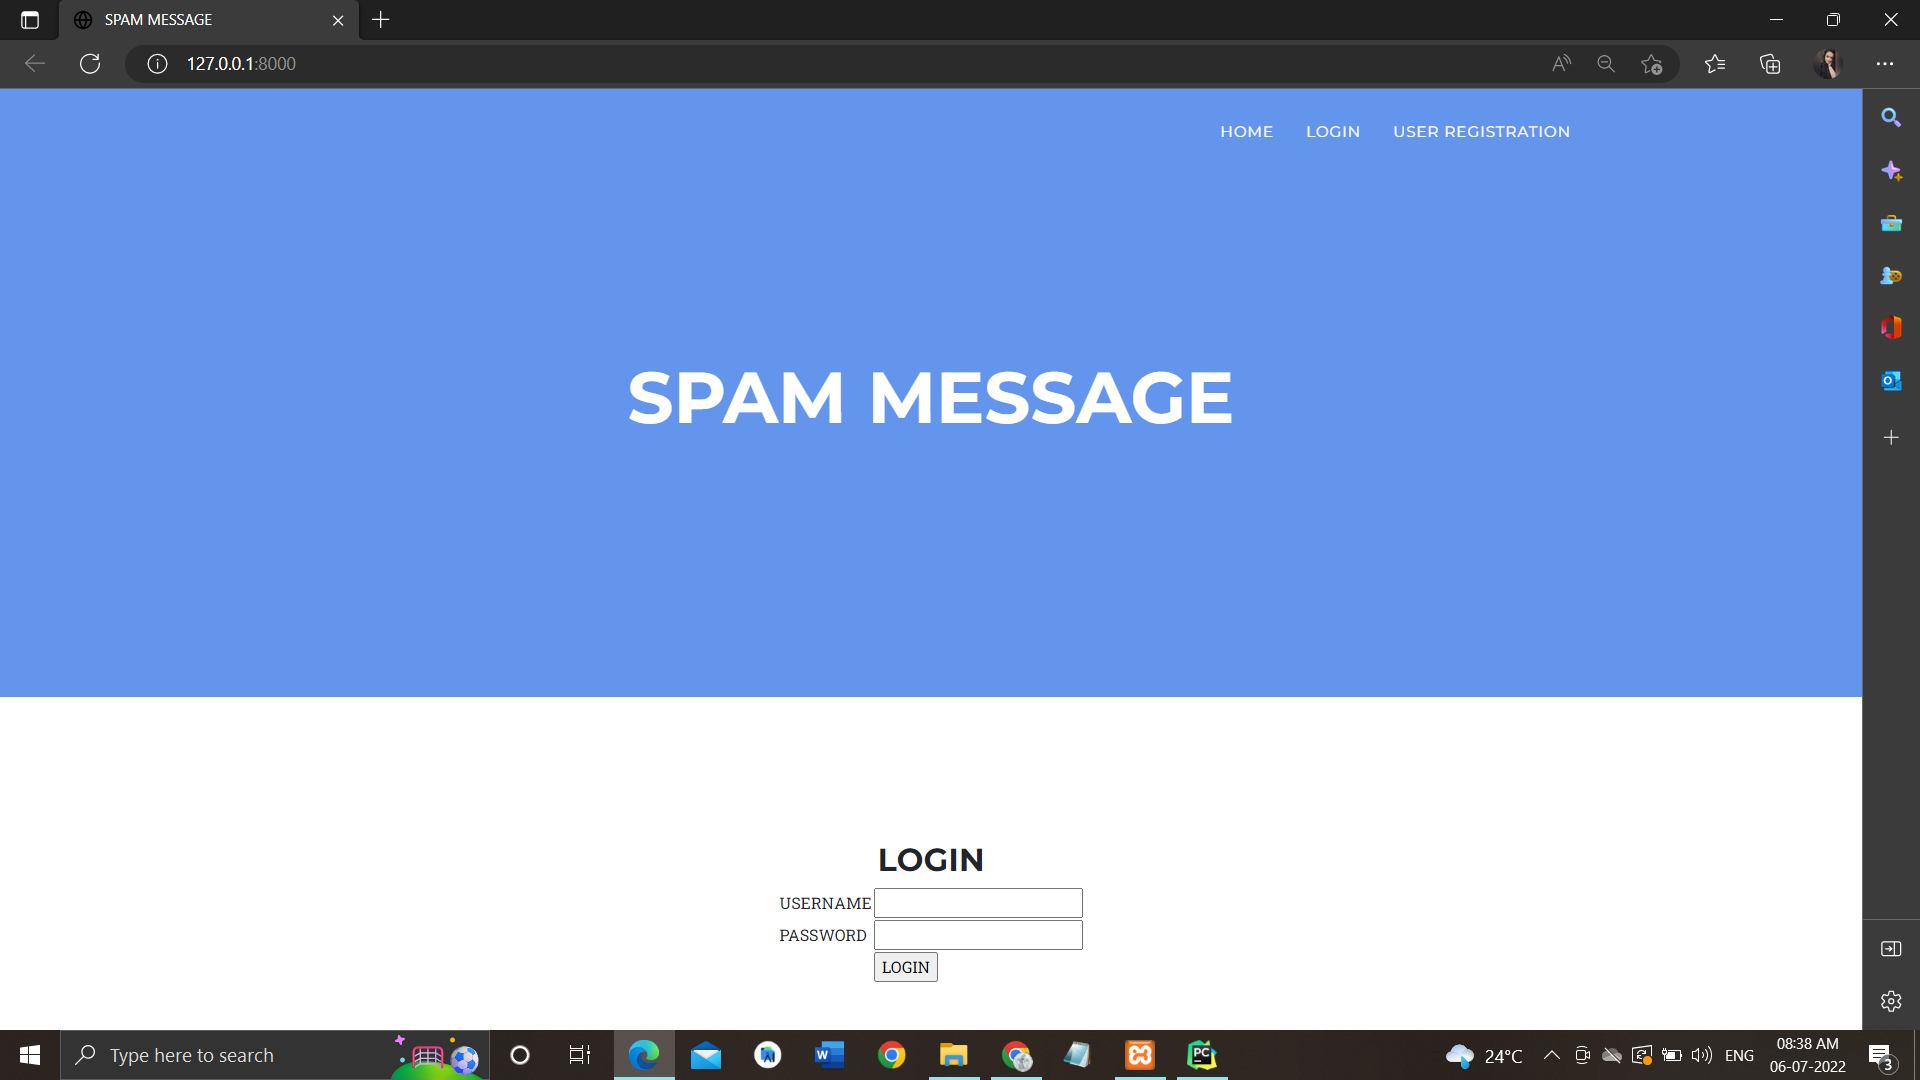 SPAM MESSAGE
127.0.0.1:8000
HOME LOGIN USER REGISTRATION
SPAM MESSAGE
LOGIN
USERNAME
PASSWORD
LOGIN
Type here to search
24°C
ENG
08:38 AM
06-07-2022
3